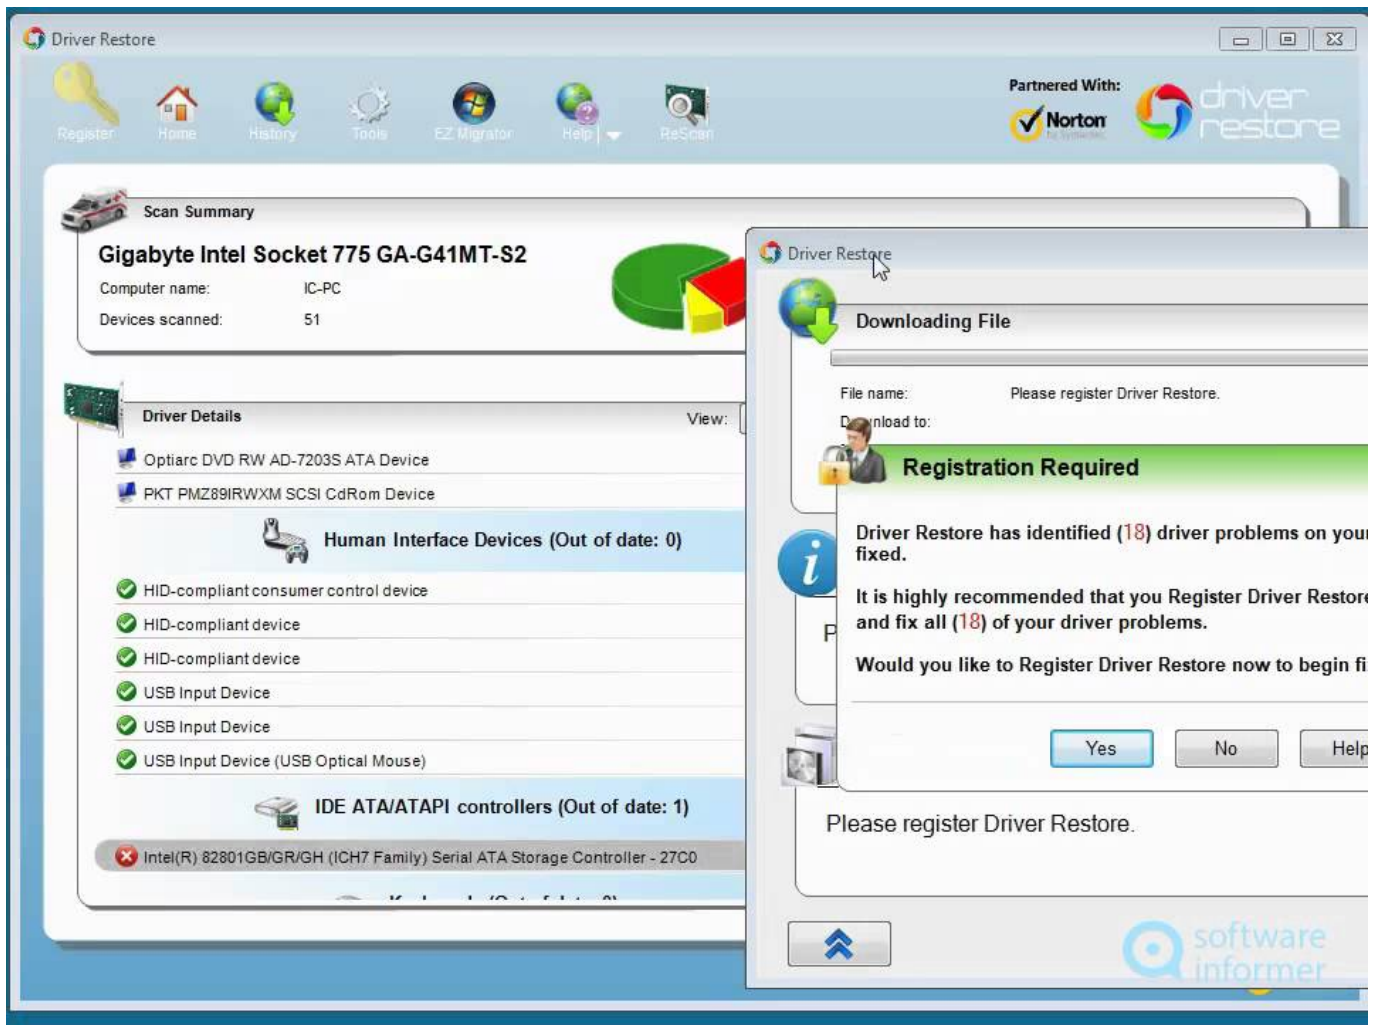 Driver Restore
Register
Home
History
Tools
EZ Migrator
Help
ReScan
Partnered With:
Norton
by Symantec
driver
restore
Scan Summary
Gigabyte Intel Socket 775 GA-G41MT-S2
Computer name: IC-PC
Devices scanned: 51
Driver Details
View:
Optiarc DVD RW AD-7203S ATA Device
PKT PMZ89IRWXM SCSI CdRom Device
Human Interface Devices (Out of date: 0)
HID-compliant consumer control device
HID-compliant device
HID-compliant device
USB Input Device
USB Input Device
USB Input Device (USB Optical Mouse)
IDE ATA/ATAPI controllers (Out of date: 1)
Intel(R) 82801GB/GR/GH (ICH7 Family) Serial ATA Storage Controller - 27C0
Driver Restore
Downloading File
File name: Please register Driver Restore.
Download to:
Registration Required
Driver Restore has identified (18) driver problems on your
fixed.
It is highly recommended that you Register Driver Restore
and fix all (18) of your driver problems.
Would you like to Register Driver Restore now to begin fi
Yes
No
Help
Please register Driver Restore.
software
informer